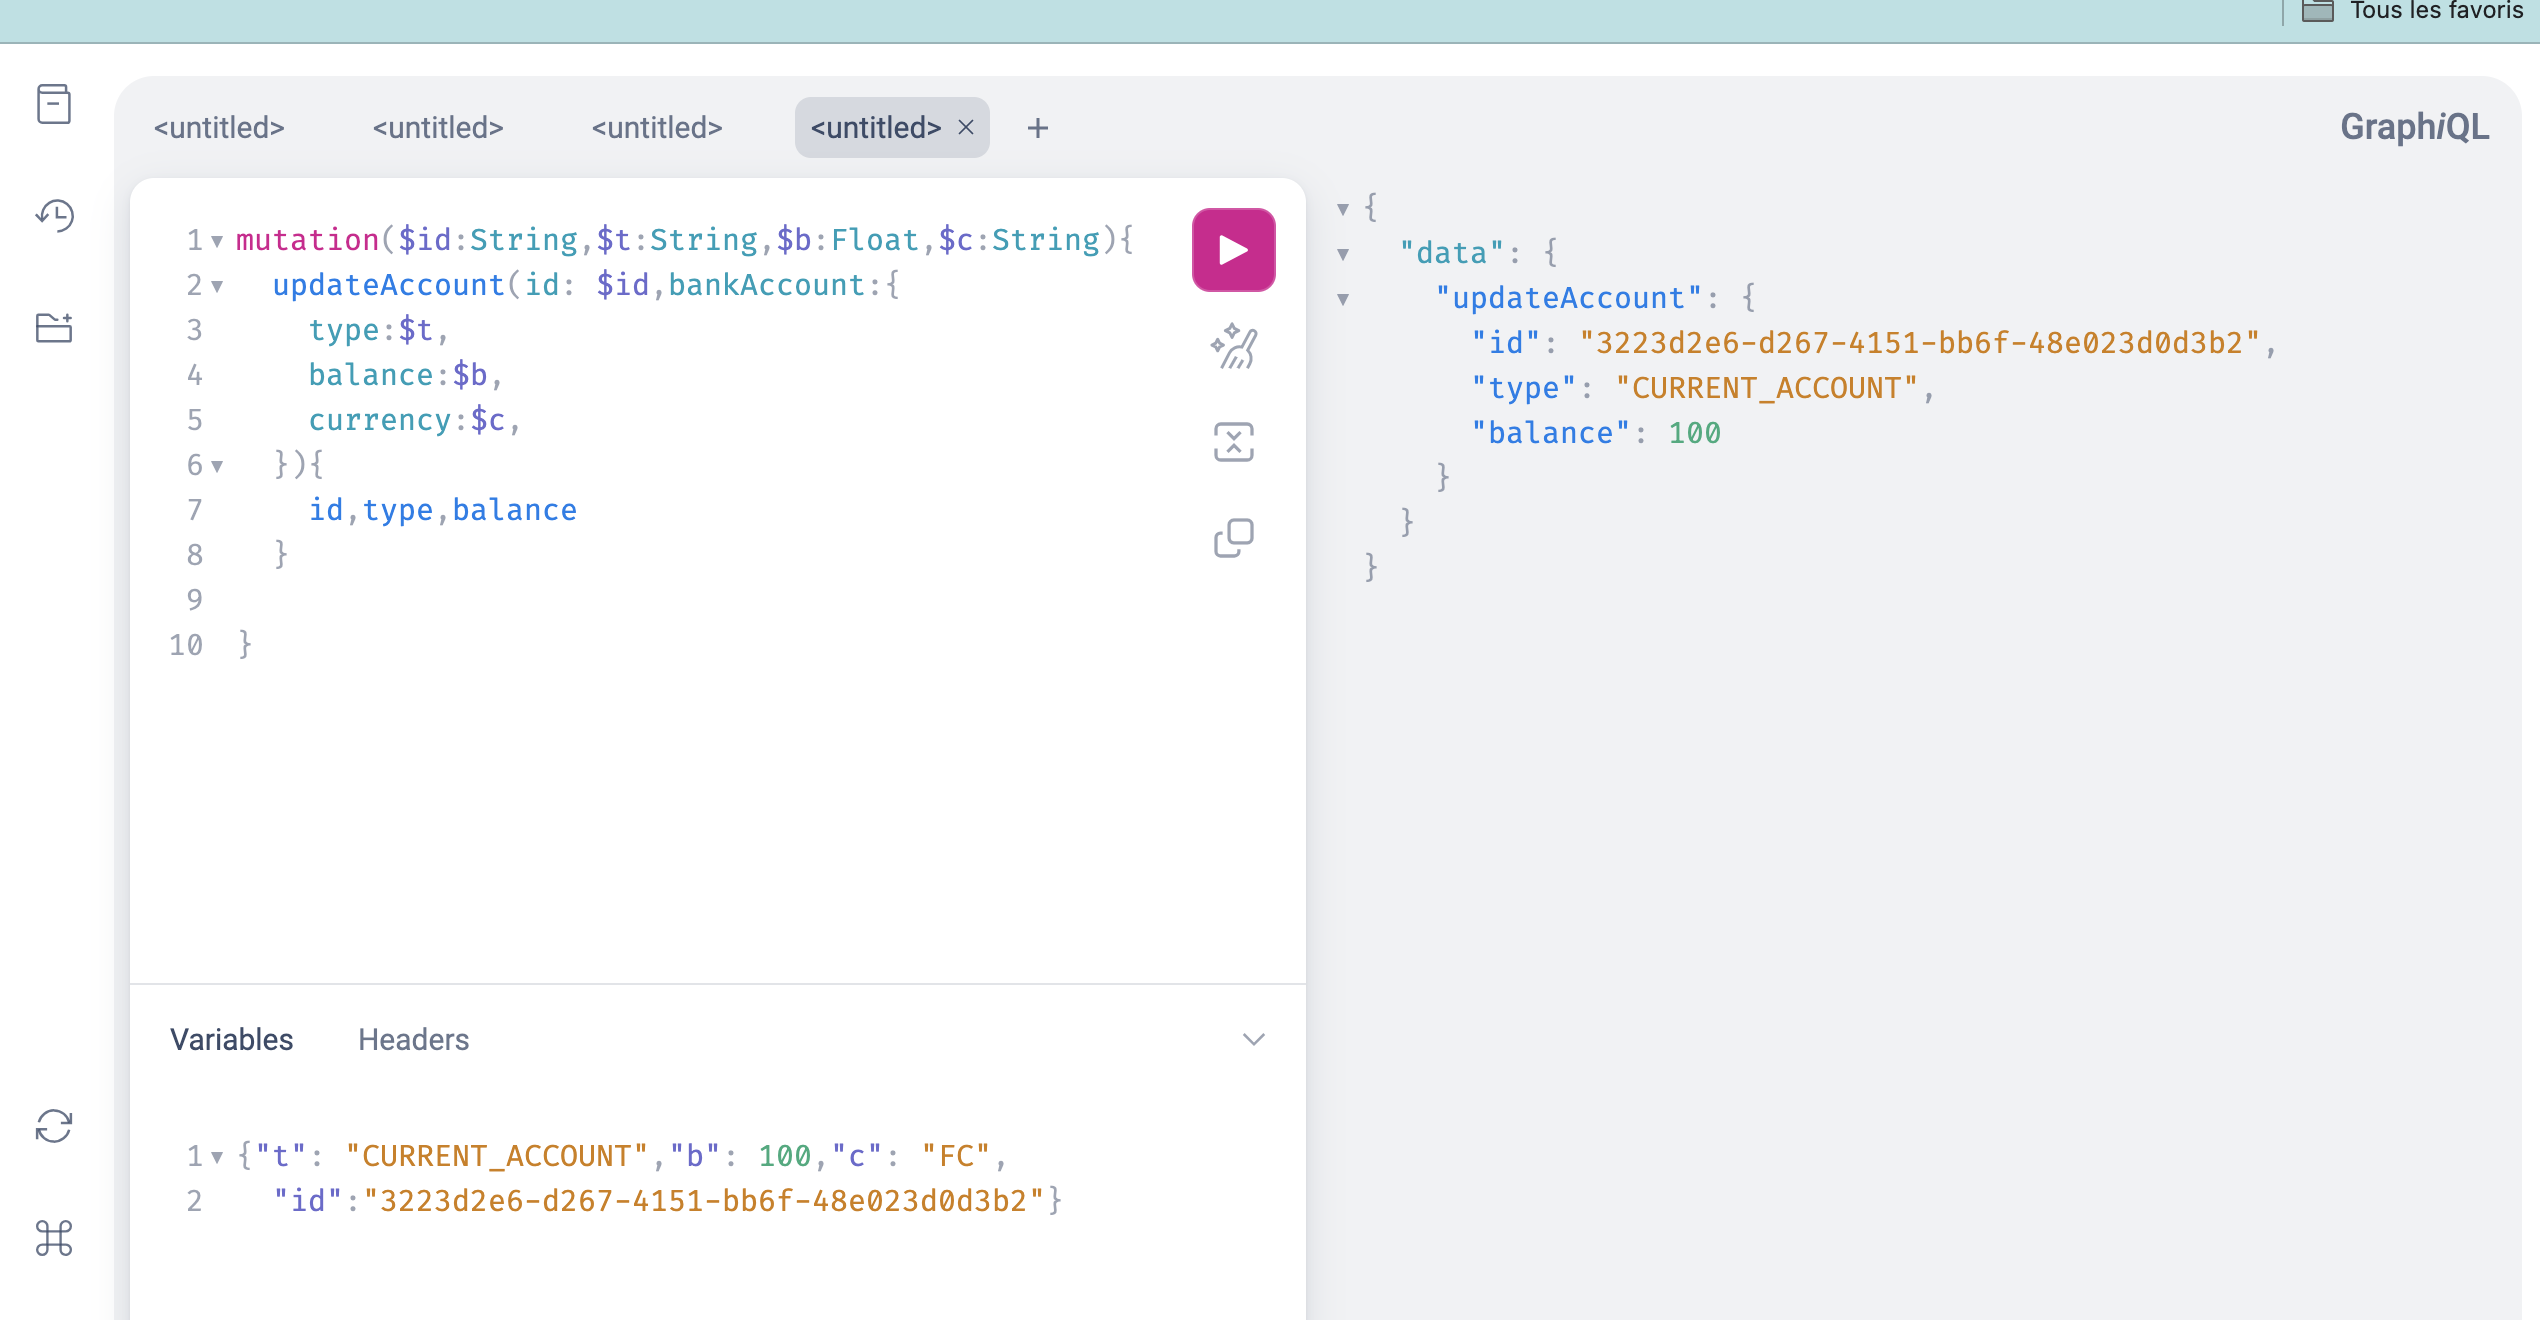 Tous les favoris
<untitled> <untitled> <untitled> <untitled> × +
GraphiQL
1 mutation($id:String,$t:String,$b:Float,$c:String){
2 updateAccount(id: $id,bankAccount:{
3 type:$t,
4 balance:$b,
5 currency:$c,
6 }){
7 id,type,balance
8 }
9
10 }
Variables Headers
1 {"t": "CURRENT_ACCOUNT","b": 100,"c": "FC",
2 "id":"3223d2e6-d267-4151-bb6f-48e023d0d3b2"}
{
"data": {
"updateAccount": {
"id": "3223d2e6-d267-4151-bb6f-48e023d0d3b2",
"type": "CURRENT_ACCOUNT",
"balance": 100
}
}
}